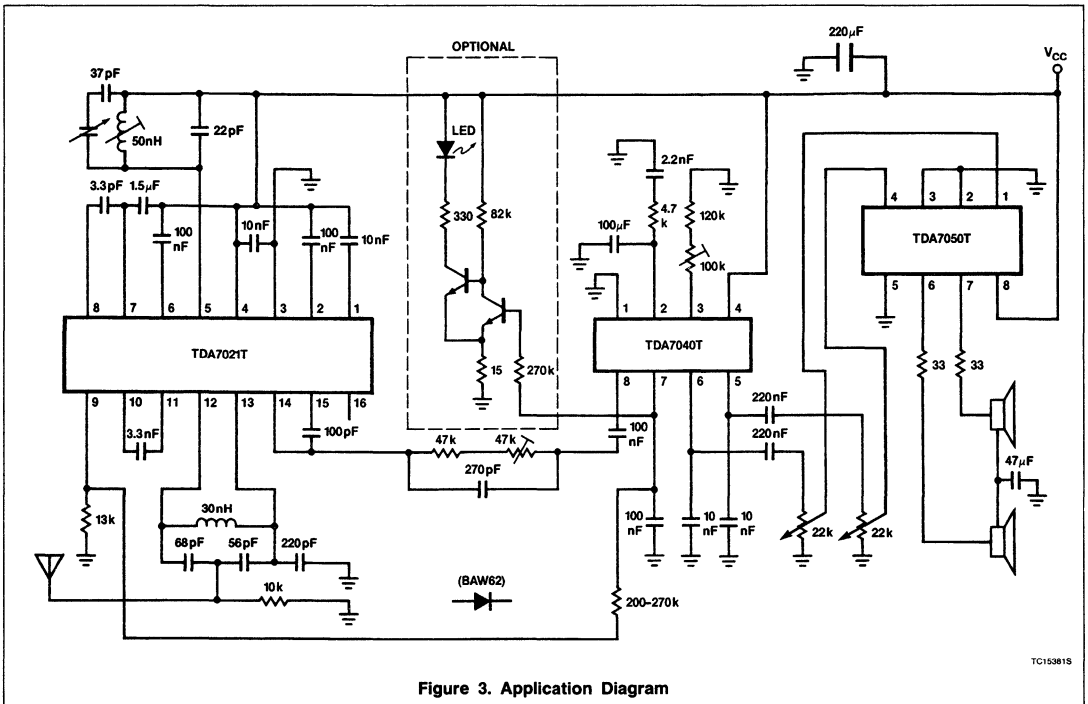 OPTIONAL
220μF
VCC
37pF
50nH
22pF
LED
2.2nF
3.3pF 1.5μF
330 82k
4.7
k
120k
100k
100μF
100
nF
10nF
100
nF
10nF
4 3 2 1
TDA7050T
5 6 7 8
8 7 6 5 4 3 2 1
TDA7021T
9 10 11 12 13 14 15 16
1 2 3 4
TDA7040T
8 7 6 5
15
270k
33 33
3.3nF
100pF
47k 47k
270pF
100
nF
220nF
220nF
47μF
13k
30nH
68pF 56pF 220pF
10k
100
nF
10
nF
10
nF
22k 22k
(BAW62)
200–270k
TC15381S
Figure 3. Application Diagram